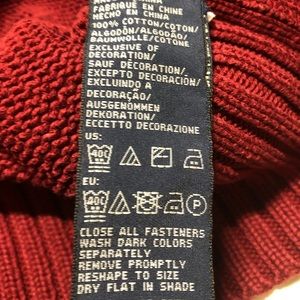 FABRIQUÉ EN CHINE
HECHO EN CHINA
100% COTTON/COTON/
ALGODÓN/ALGODÃO/
BAUMWOLLE/COTONE
EXCLUSIVE OF
DECORATION/
SAUF DÉCORATION/
EXCEPTO DECORACIÓN/
EXCLUINDO A
DECORAÇÃO/
AUSGENOMMEN
DEKORATION/
ECCETTO DECORAZIONE
US:
40C
EU:
40C P
CLOSE ALL FASTENERS
WASH DARK COLORS
SEPARATELY
REMOVE PROMPTLY
RESHAPE TO SIZE
DRY FLAT IN SHADE